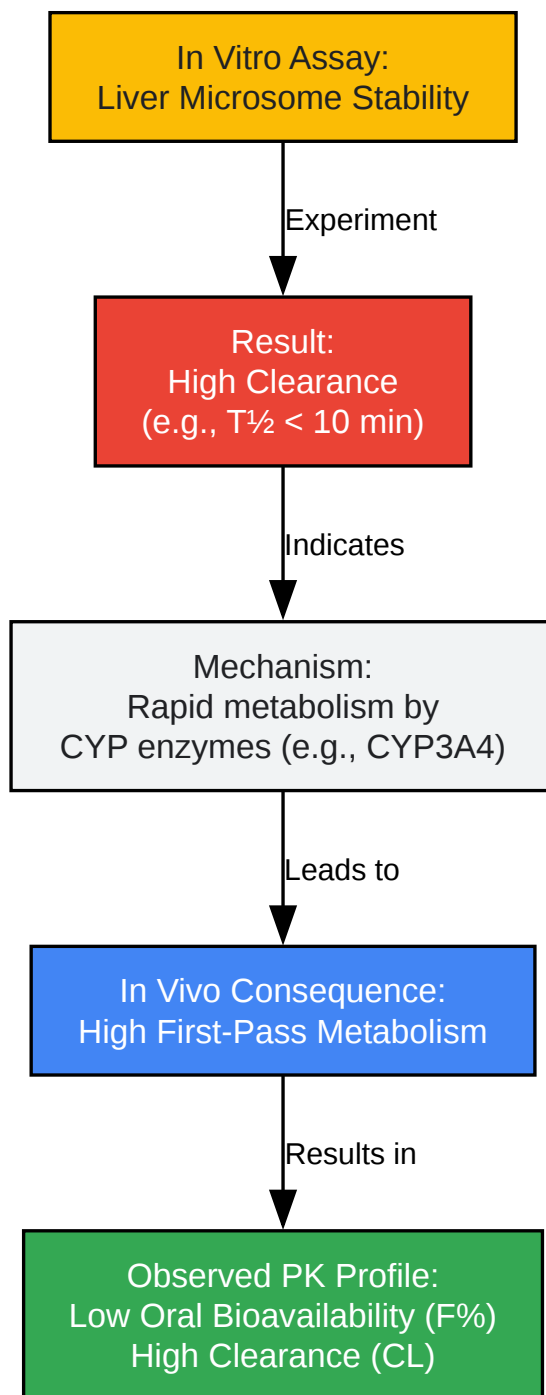 In Vitro Assay:
Liver Microsome Stability
Experiment
Result:
High Clearance
(e.g., T½ < 10 min)
Indicates
Mechanism:
Rapid metabolism by
CYP enzymes (e.g., CYP3A4)
Leads to
In Vivo Consequence:
High First-Pass Metabolism
Results in
Observed PK Profile:
Low Oral Bioavailability (F%)
High Clearance (CL)